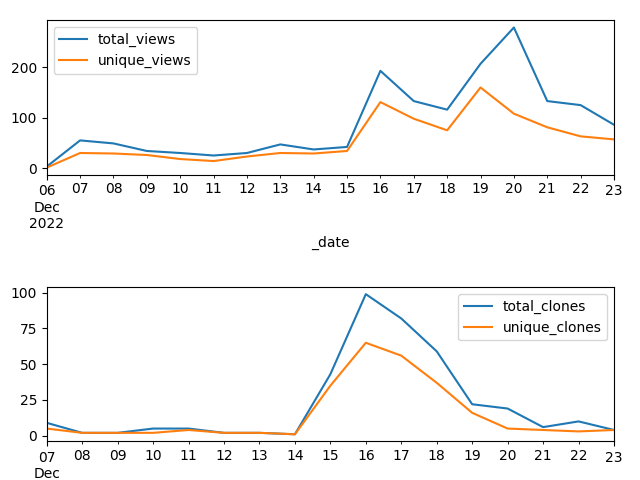 total_views
unique_views
200
100
0
06 07 08 09 10 11 12 13 14 15 16 17 18 19 20 21 22 23
Dec
2022
_date
total_clones
unique_clones
100
75
50
25
0
07 08 09 10 11 12 13 14 15 16 17 18 19 20 21 22 23
Dec